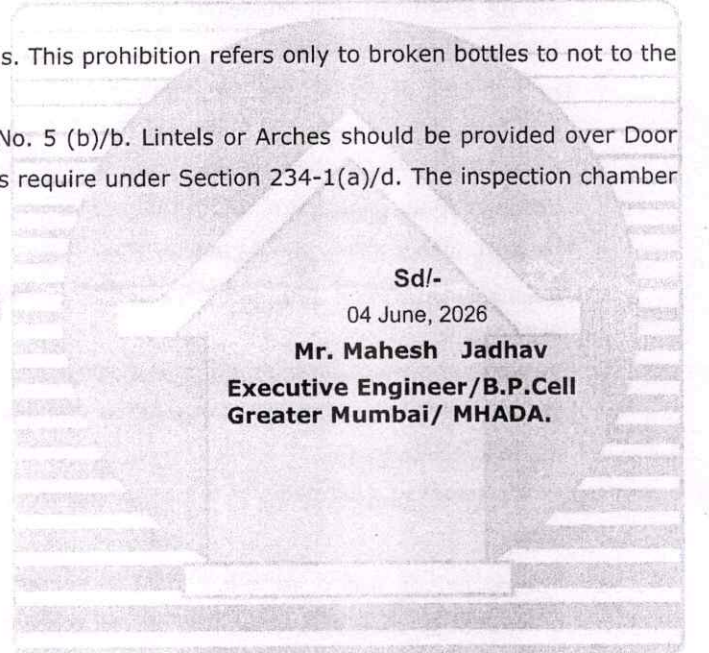 s. This prohibition refers only to broken bottles to not to the
No. 5 (b)/b. Lintels or Arches should be provided over Door
s require under Section 234-1(a)/d. The inspection chamber
Sd/-
04 June, 2026
Mr. Mahesh Jadhav
Executive Engineer/B.P.Cell
Greater Mumbai/ MHADA.